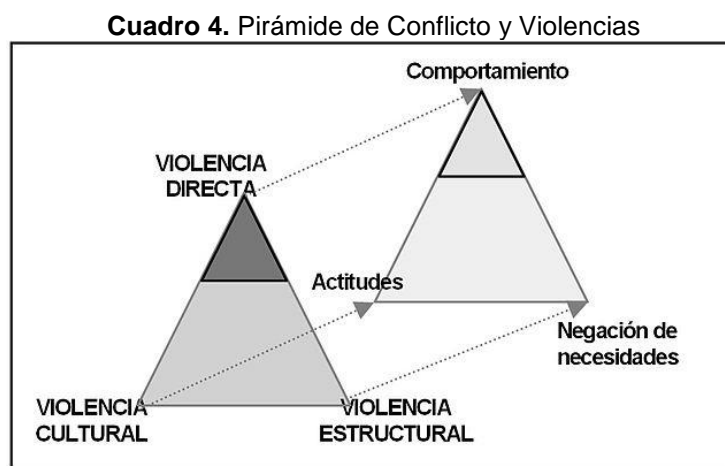 Cuadro 4. Pirámide de Conflicto y Violencias
Comportamiento
VIOLENCIA
DIRECTA
Actitudes
Negación de
necesidades
VIOLENCIA
CULTURAL
VIOLENCIA
ESTRUCTURAL